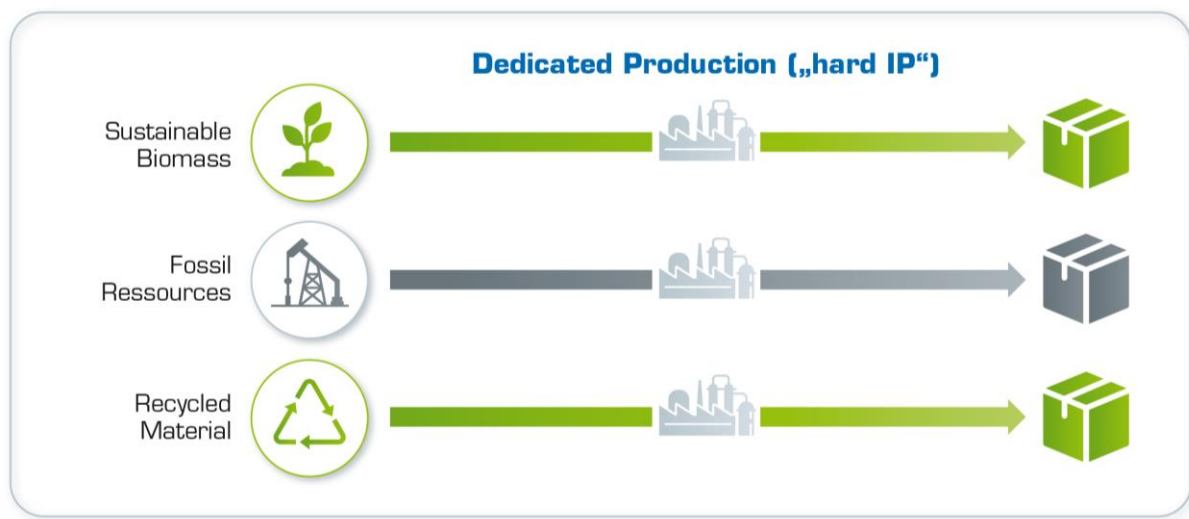 Dedicated Production („hard IP“)
Sustainable
Biomass
Fossil
Ressources
Recycled
Material